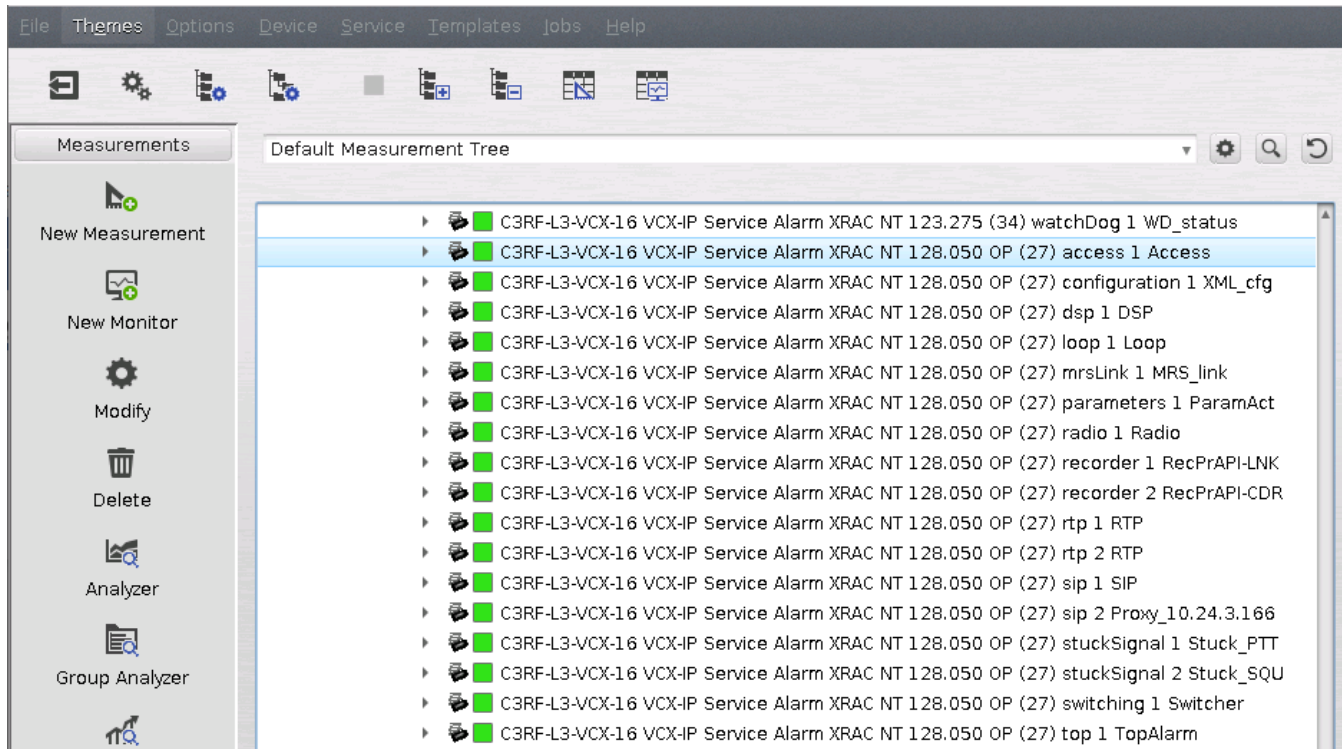 File Themes Options Device Service Templates Jobs Help
Measurements
Default Measurement Tree
New Measurement
New Monitor
Modify
Delete
Analyzer
Group Analyzer
C3RF-L3-VCX-16 VCX-IP Service Alarm XRAC NT 123.275 (34) watchDog 1 WD_status
C3RF-L3-VCX-16 VCX-IP Service Alarm XRAC NT 128.050 OP (27) access 1 Access
C3RF-L3-VCX-16 VCX-IP Service Alarm XRAC NT 128.050 OP (27) configuration 1 XML_cfg
C3RF-L3-VCX-16 VCX-IP Service Alarm XRAC NT 128.050 OP (27) dsp 1 DSP
C3RF-L3-VCX-16 VCX-IP Service Alarm XRAC NT 128.050 OP (27) loop 1 Loop
C3RF-L3-VCX-16 VCX-IP Service Alarm XRAC NT 128.050 OP (27) mrsLink 1 MRS_link
C3RF-L3-VCX-16 VCX-IP Service Alarm XRAC NT 128.050 OP (27) parameters 1 ParamAct
C3RF-L3-VCX-16 VCX-IP Service Alarm XRAC NT 128.050 OP (27) radio 1 Radio
C3RF-L3-VCX-16 VCX-IP Service Alarm XRAC NT 128.050 OP (27) recorder 1 RecPrAPI-LNK
C3RF-L3-VCX-16 VCX-IP Service Alarm XRAC NT 128.050 OP (27) recorder 2 RecPrAPI-CDR
C3RF-L3-VCX-16 VCX-IP Service Alarm XRAC NT 128.050 OP (27) rtp 1 RTP
C3RF-L3-VCX-16 VCX-IP Service Alarm XRAC NT 128.050 OP (27) rtp 2 RTP
C3RF-L3-VCX-16 VCX-IP Service Alarm XRAC NT 128.050 OP (27) sip 1 SIP
C3RF-L3-VCX-16 VCX-IP Service Alarm XRAC NT 128.050 OP (27) sip 2 Proxy_10.24.3.166
C3RF-L3-VCX-16 VCX-IP Service Alarm XRAC NT 128.050 OP (27) stuckSignal 1 Stuck_PTT
C3RF-L3-VCX-16 VCX-IP Service Alarm XRAC NT 128.050 OP (27) stuckSignal 2 Stuck_SQU
C3RF-L3-VCX-16 VCX-IP Service Alarm XRAC NT 128.050 OP (27) switching 1 Switcher
C3RF-L3-VCX-16 VCX-IP Service Alarm XRAC NT 128.050 OP (27) top 1 TopAlarm